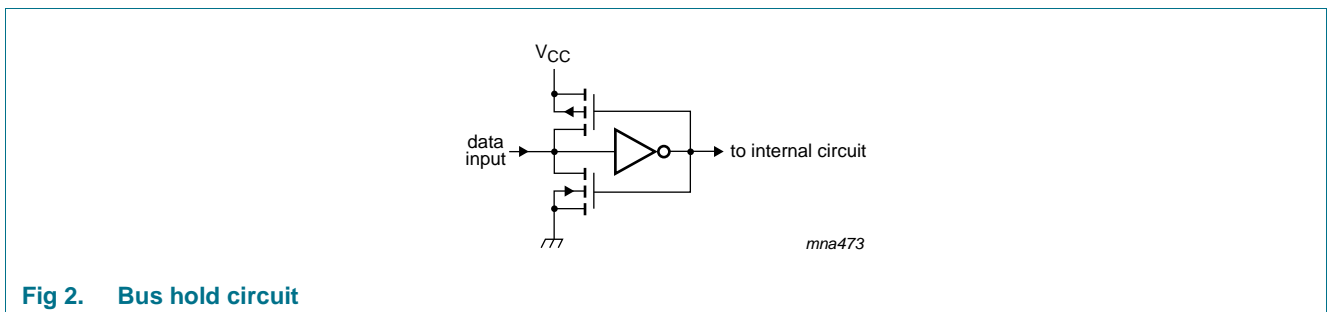 VCC
data
input
to internal circuit
mna473
Fig 2. Bus hold circuit